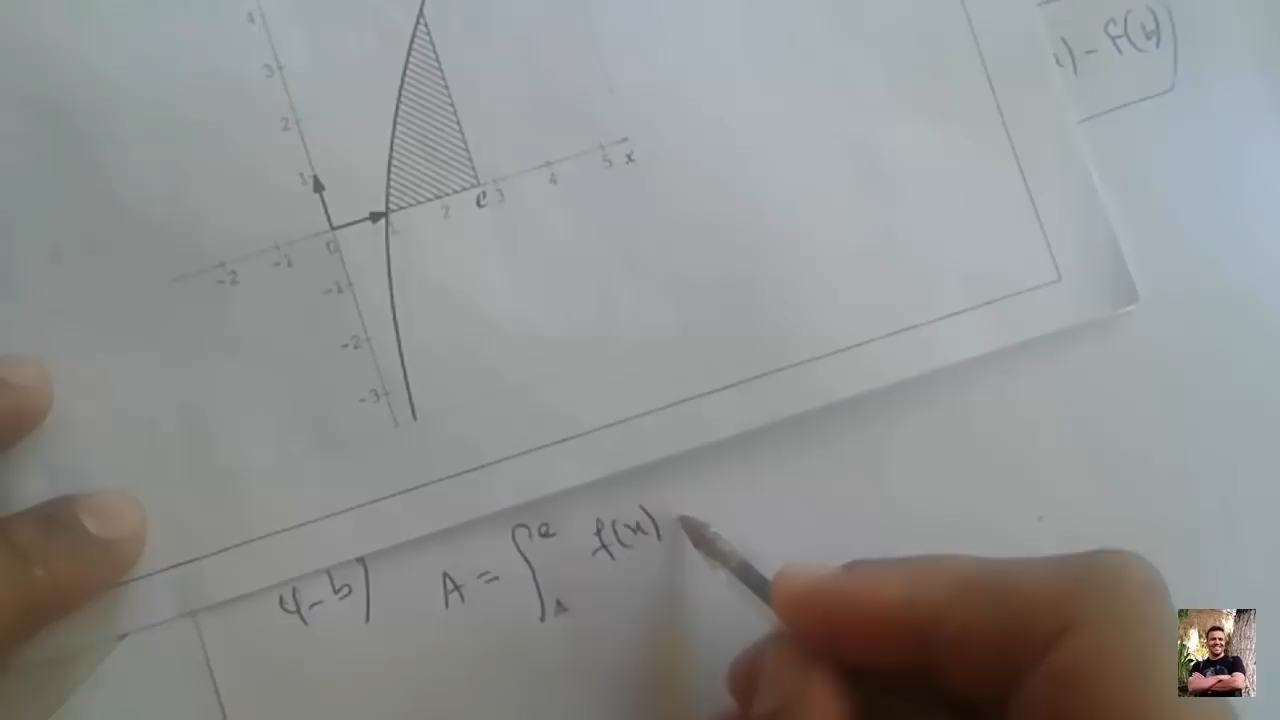 4
3
2
1
-2 -1 0 1 2 e 3 4 5 x
-1
-2
-3
) - f(b)
4-b) A = ∫₁ᵉ f(x)